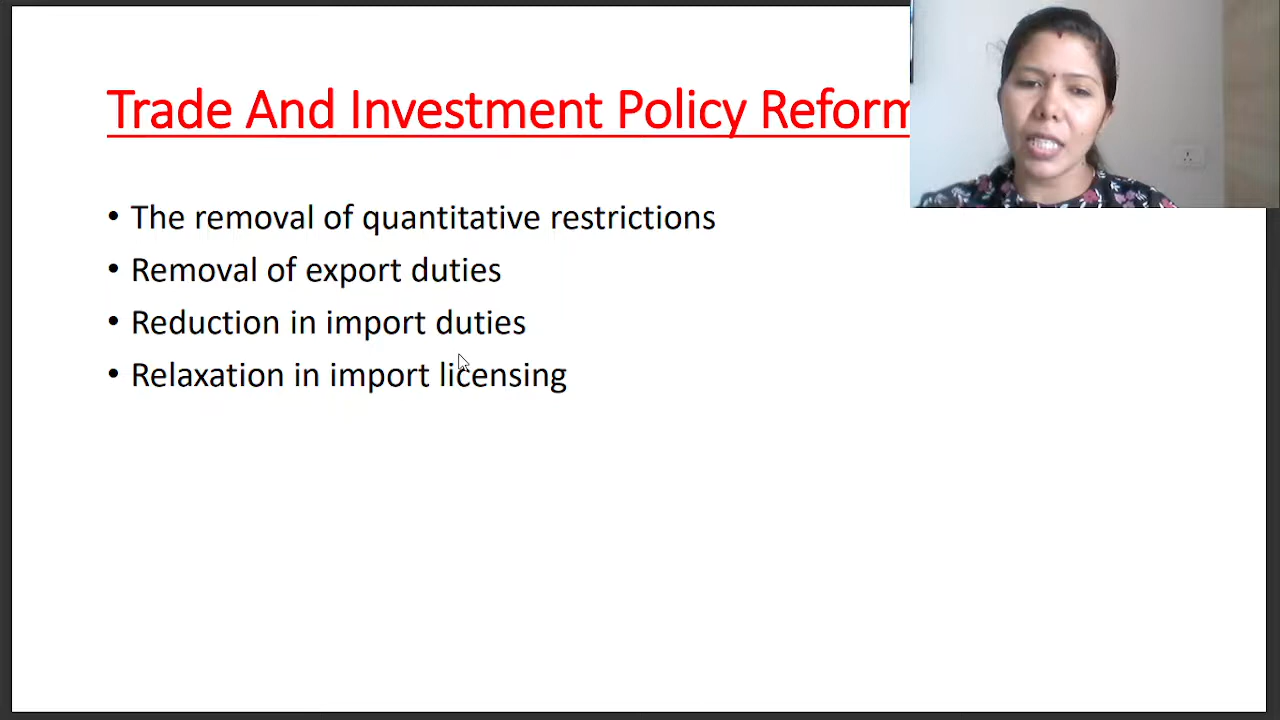 Trade And Investment Policy Reform
• The removal of quantitative restrictions
• Removal of export duties
• Reduction in import duties
• Relaxation in import licensing